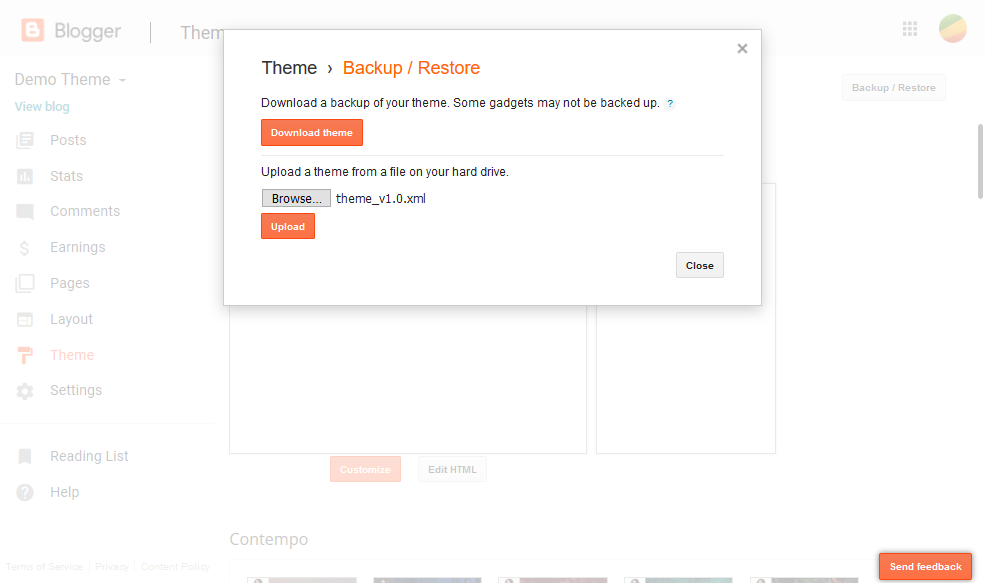 Blogger
Them
Theme › Backup / Restore
Download a backup of your theme. Some gadgets may not be backed up. ?
Download theme
Upload a theme from a file on your hard drive.
Browse... theme_v1.0.xml
Upload
Close
Demo Theme
View blog
Posts
Stats
Comments
Earnings
Pages
Layout
Theme
Settings
Reading List
Help
Terms of Service | Privacy | Content Policy
Backup / Restore
Customize
Edit HTML
Contempo
Send feedback